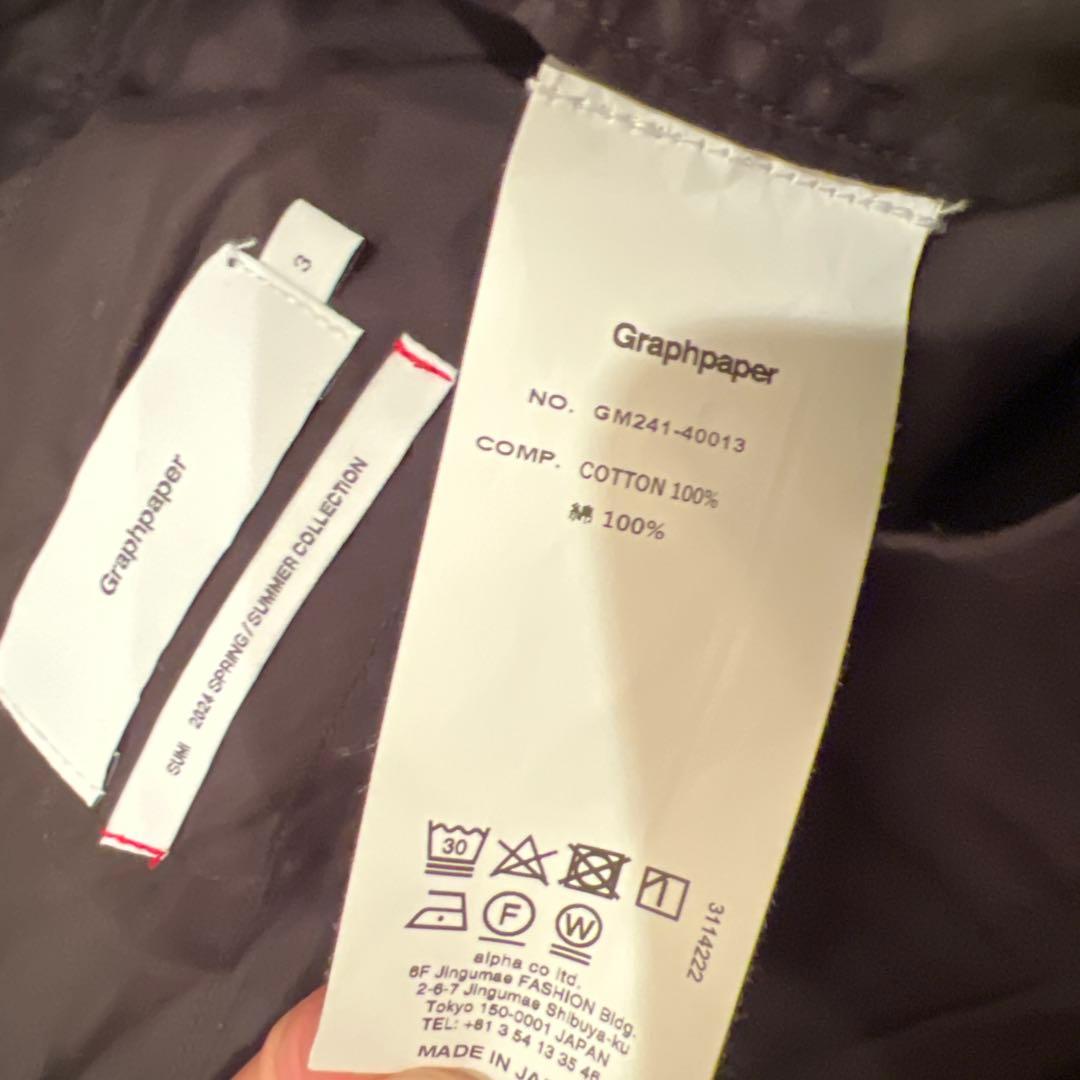 3
Graphpaper
SUMI 2024 SPRING/SUMMER COLLECTION
Graphpaper
NO. GM241-40013
COMP. COTTON 100%
綿 100%
30
F W
3114222
alpha co ltd.
6F Jingumae FASHION Bldg.
2-6-7 Jingumae Shibuya-ku
Tokyo 150-0001 JAPAN
TEL: +81 3 54 13 35 46
MADE IN